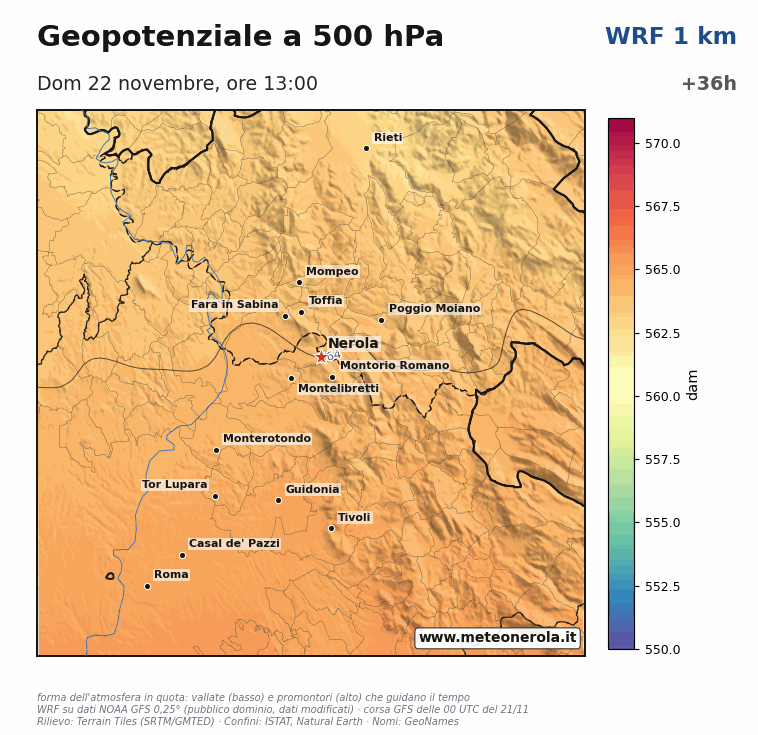 Geopotenziale a 500 hPa
WRF 1 km
Dom 22 novembre, ore 13:00
+36h
Rieti
Mompeo
Toffia
Fara in Sabina
Poggio Moiano
Nerola
Montorio Romano
Montelibretti
Monterotondo
Tor Lupara
Guidonia
Tivoli
Casal de' Pazzi
Roma
www.meteonerola.it
570.0
567.5
565.0
562.5
560.0
557.5
555.0
552.5
550.0
dam
forma dell'atmosfera in quota: vallate (basso) e promontori (alto) che guidano il tempo
WRF su dati NOAA GFS 0,25° (pubblico dominio, dati modificati) · corsa GFS delle 00 UTC del 21/11
Rilievo: Terrain Tiles (SRTM/GMTED) · Confini: ISTAT, Natural Earth · Nomi: GeoNames